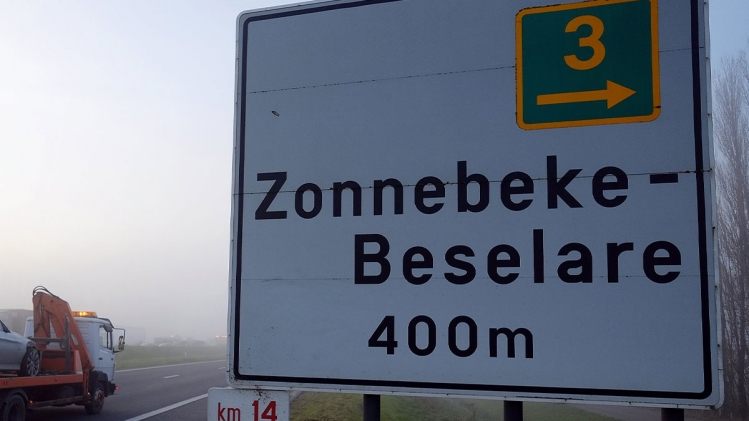 3
Zonnebeke-
Beselare
400m
km 14